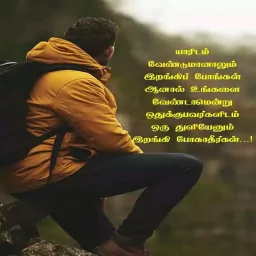 யாரிடம்
வேண்டுமானாலும்
இறங்கிப் போங்கள்
ஆனால் உங்களை
வேண்டாமென்று
ஒதுக்குபவர்களிடம்
ஒரு துளியேனும்
இறங்கி போகாதீர்கள்...!